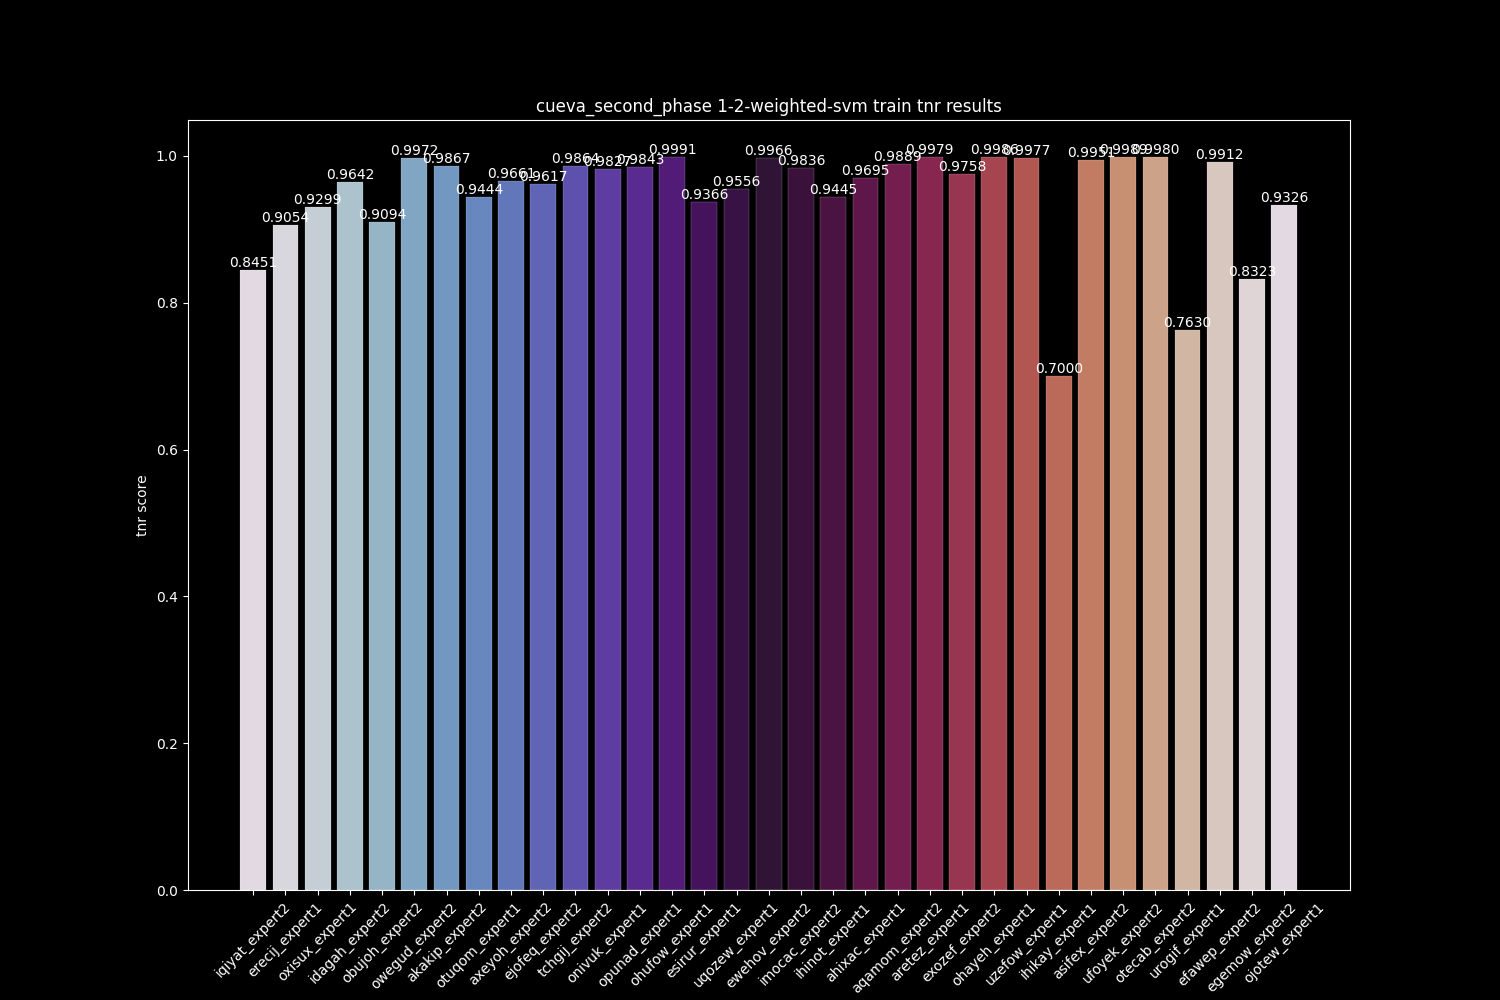 cueva_second_phase 1-2-weighted-svm train tnr results
tnr score
1.0
0.8
0.6
0.4
0.2
0.0
0.8451
0.9054
0.9299
0.9642
0.9094
0.9972
0.9867
0.9444
0.9661
0.9617
0.9864
0.9827
0.9843
0.9991
0.9366
0.9556
0.9966
0.9836
0.9445
0.9695
0.9889
0.9979
0.9758
0.9986
0.9977
0.7000
0.9951
0.9989
0.9980
0.7630
0.9912
0.8323
0.9326
iqiyat_expert2
erecij_expert1
oxisux_expert1
idagah_expert2
obujoh_expert2
owegud_expert2
akakip_expert2
otuqom_expert1
axeyoh_expert2
ejofeq_expert2
tchgjj_expert2
onivuk_expert1
opunad_expert1
ohufow_expert1
esirur_expert1
uqozew_expert1
ewehov_expert2
imocac_expert2
ihinot_expert1
ahixac_expert1
aqamom_expert2
aretez_expert1
exozef_expert2
ohayeh_expert1
uzefow_expert1
ihikay_expert1
asifex_expert2
ufoyek_expert2
otecab_expert2
urogif_expert1
efawep_expert2
egemow_expert2
ojotew_expert1